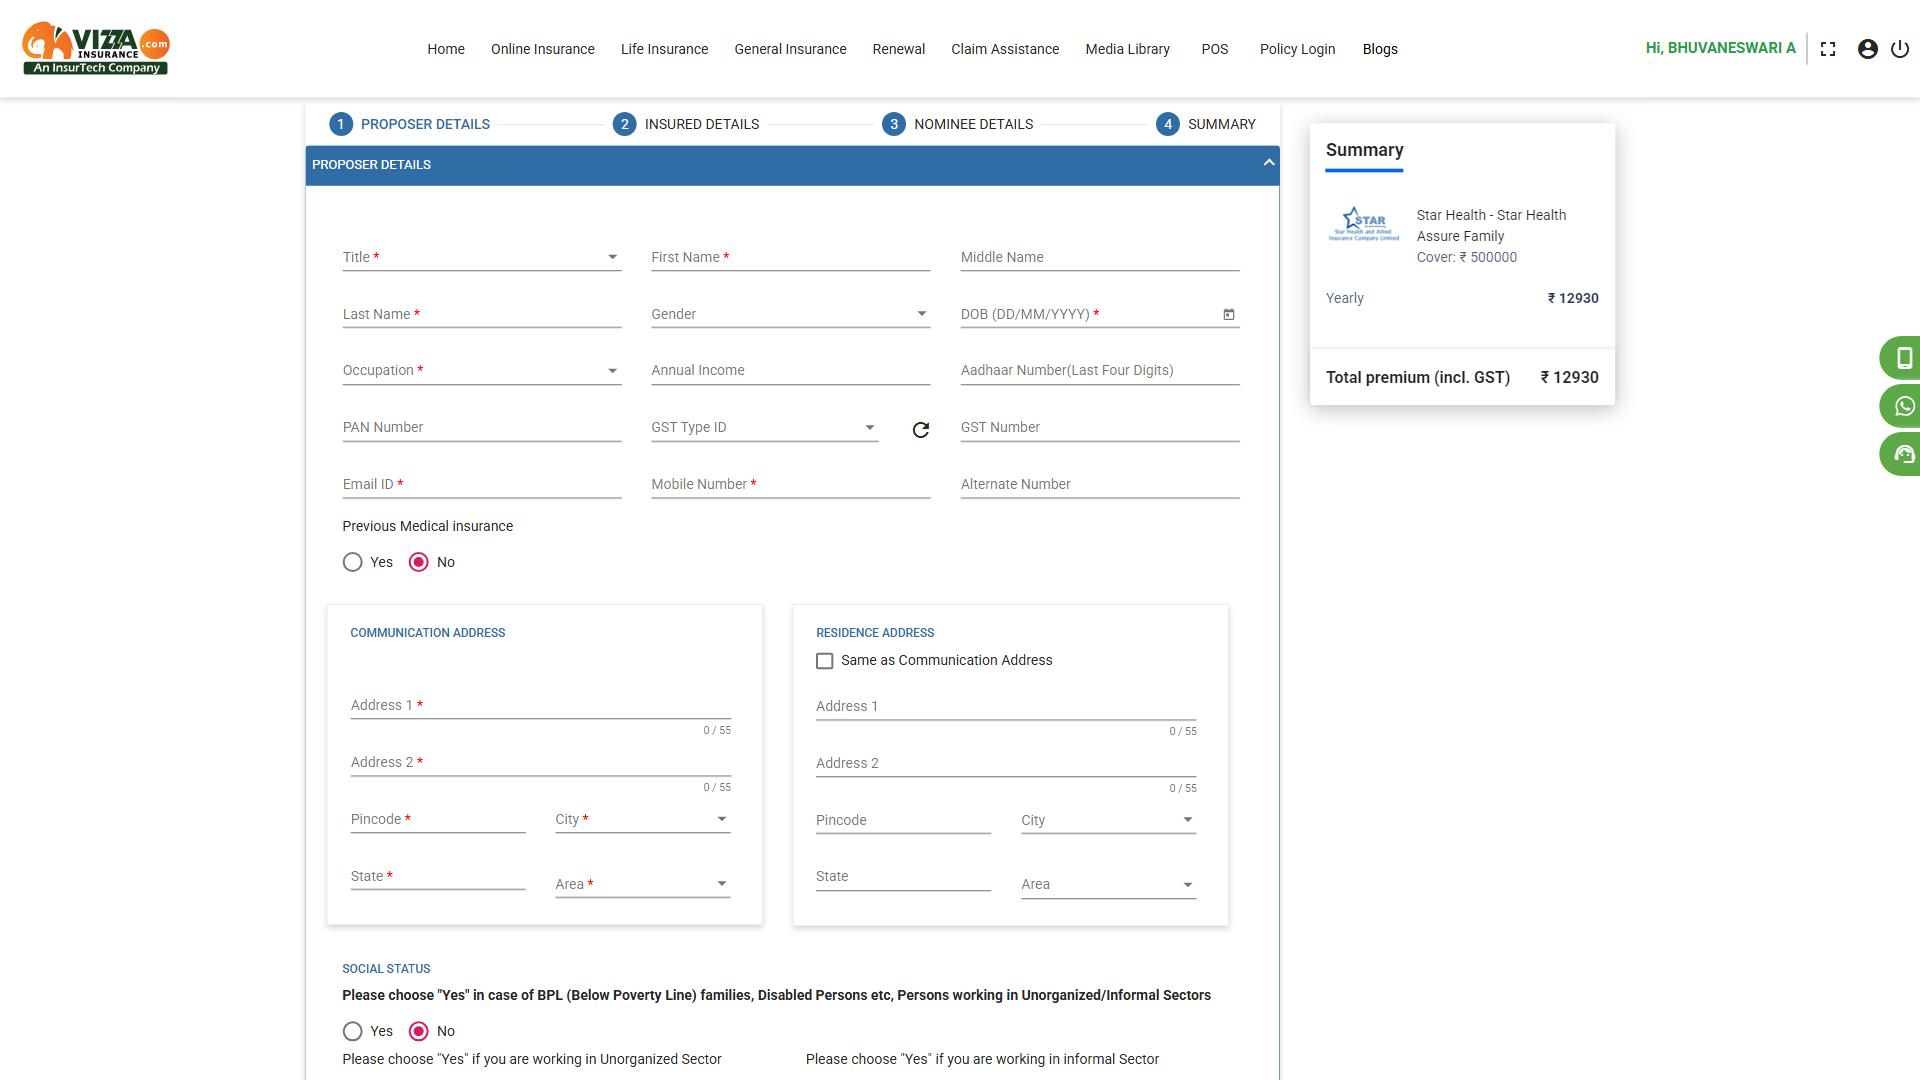 VIZZA
.com
INSURANCE
An InsurTech Company
Home
Online Insurance
Life Insurance
General Insurance
Renewal
Claim Assistance
Media Library
POS
Policy Login
Blogs
Hi, BHUVANESWARI A
1 PROPOSER DETAILS
2 INSURED DETAILS
3 NOMINEE DETAILS
4 SUMMARY
PROPOSER DETAILS
Title *
First Name *
Middle Name
Last Name *
Gender
DOB (DD/MM/YYYY) *
Occupation *
Annual Income
Aadhaar Number(Last Four Digits)
PAN Number
GST Type ID
GST Number
Email ID *
Mobile Number *
Alternate Number
Previous Medical insurance
Yes
No
COMMUNICATION ADDRESS
Address 1 *
0 / 55
Address 2 *
0 / 55
Pincode *
City *
State *
Area *
RESIDENCE ADDRESS
Same as Communication Address
Address 1
0 / 55
Address 2
0 / 55
Pincode
City
State
Area
SOCIAL STATUS
Please choose "Yes" in case of BPL (Below Poverty Line) families, Disabled Persons etc, Persons working in Unorganized/Informal Sectors
Yes
No
Please choose "Yes" if you are working in Unorganized Sector
Please choose "Yes" if you are working in informal Sector
Summary
STAR
Star Health and Allied
Insurance Company Limited
Star Health - Star Health
Assure Family
Cover: ₹ 500000
Yearly
₹ 12930
Total premium (incl. GST)
₹ 12930